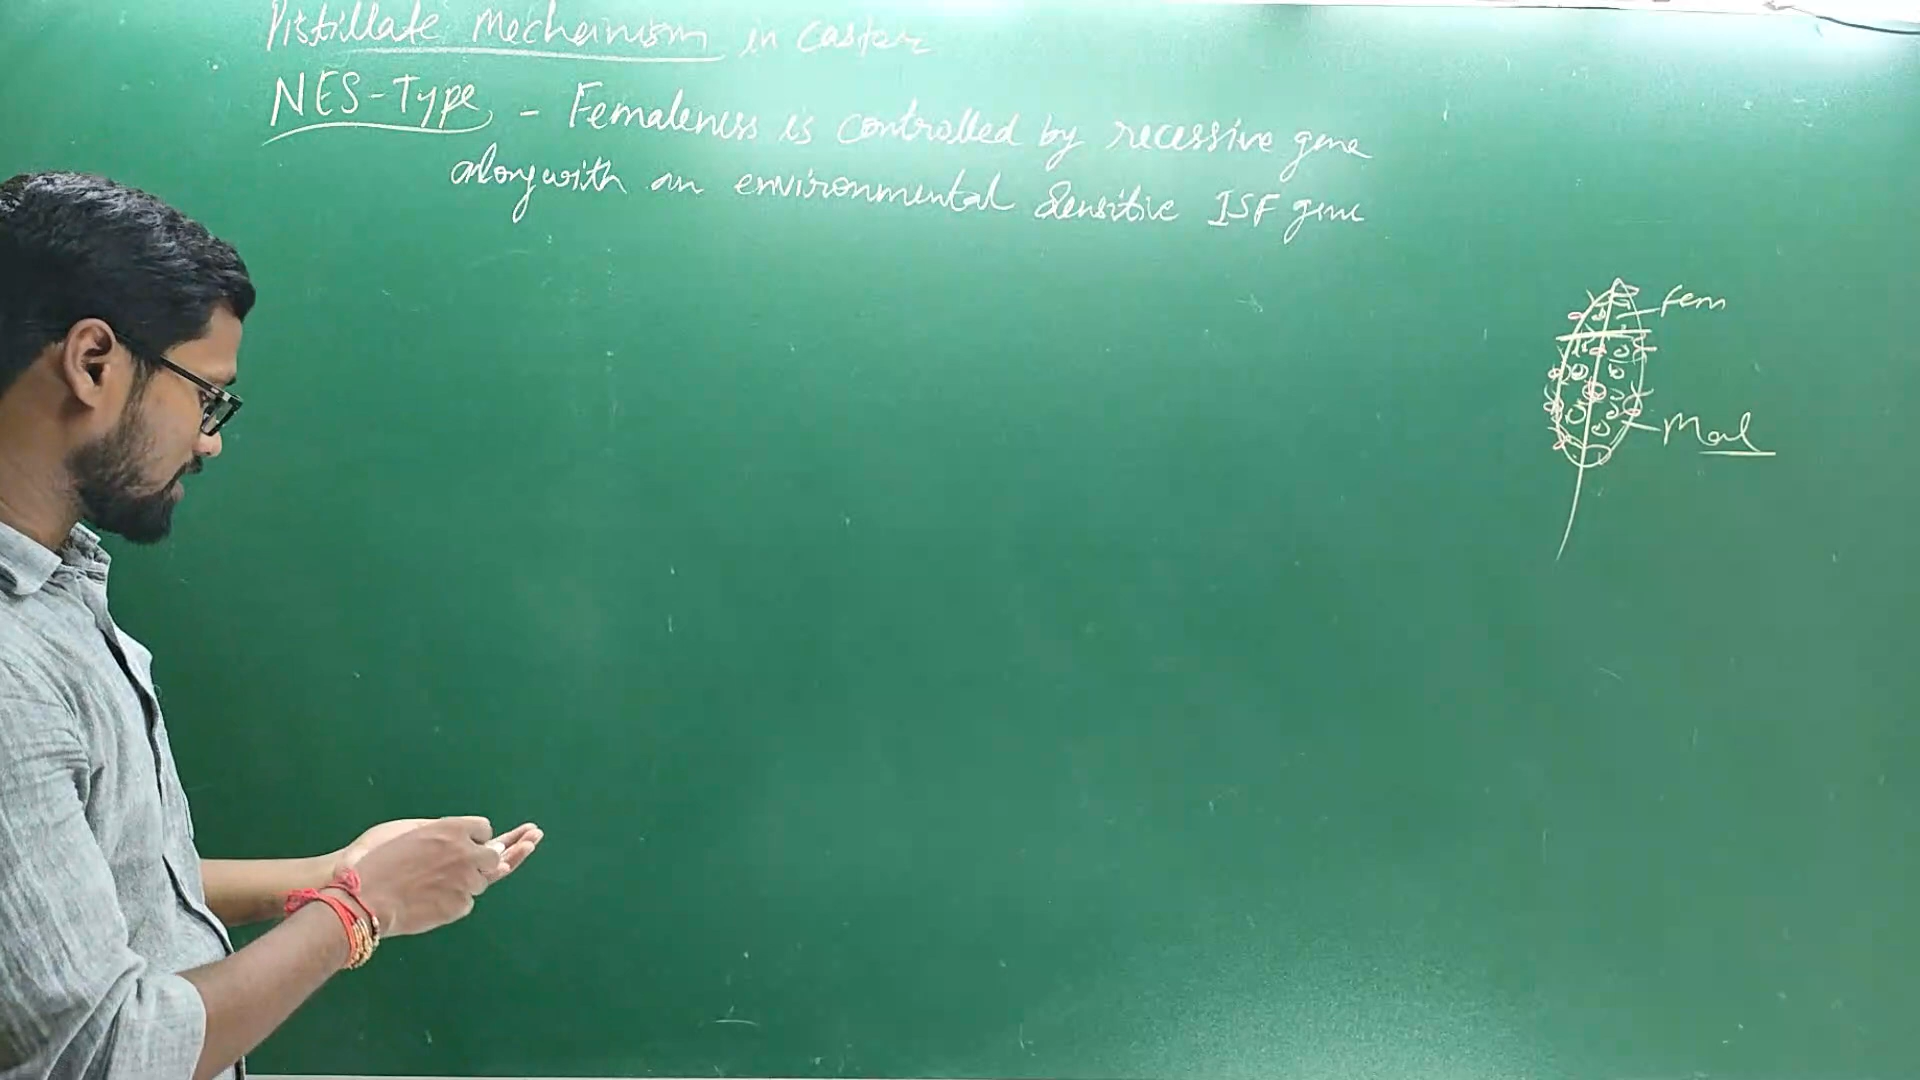 Pistillate Mechanism in castor
NES-Type - Femaleness is controlled by recessive gene
alongwith an environmental sensitive ISF gene
Fem
Mal